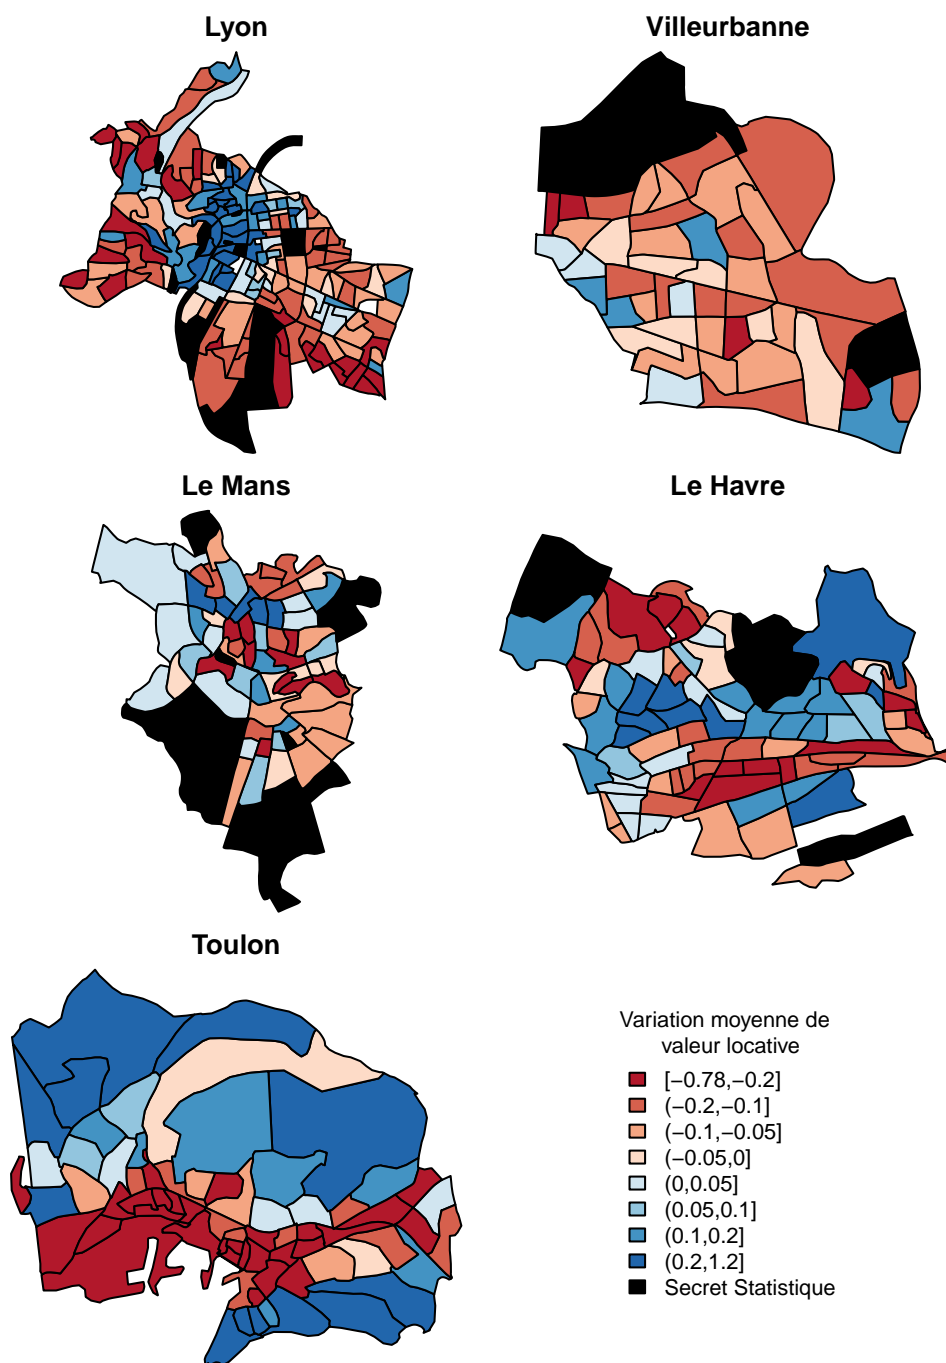 Lyon
Villeurbanne
Le Mans
Le Havre
Toulon
Variation moyenne de
valeur locative
[−0.78,−0.2]
(−0.2,−0.1]
(−0.1,−0.05]
(−0.05,0]
(0,0.05]
(0.05,0.1]
(0.1,0.2]
(0.2,1.2]
Secret Statistique